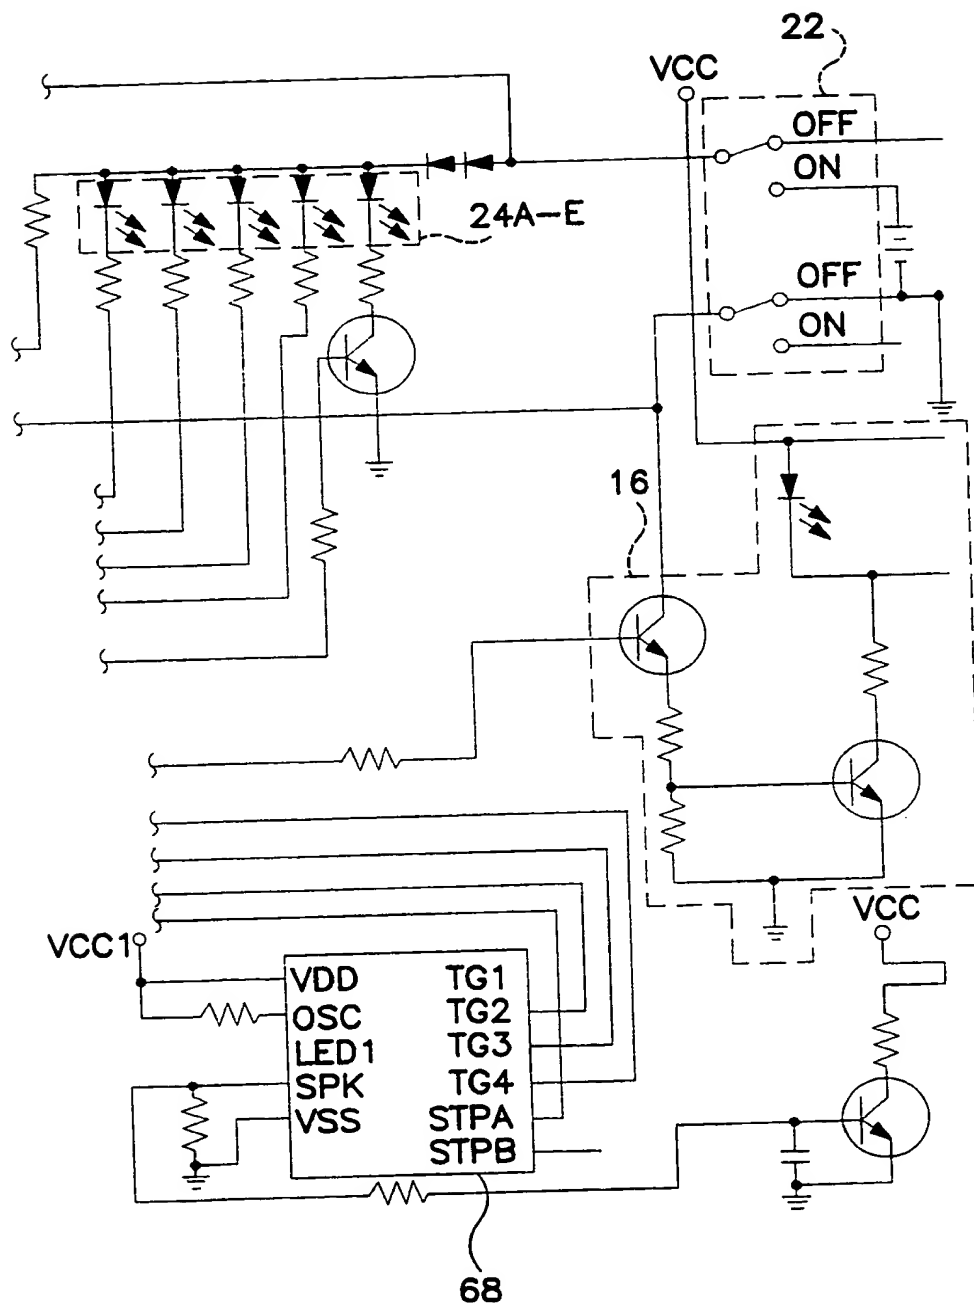 22
VCC
OFF
ON
24A-E
OFF
ON
16
VCC
VCC1
VDD
TG1
OSC
TG2
LED1
TG3
SPK
TG4
VSS
STPA
STPB
68